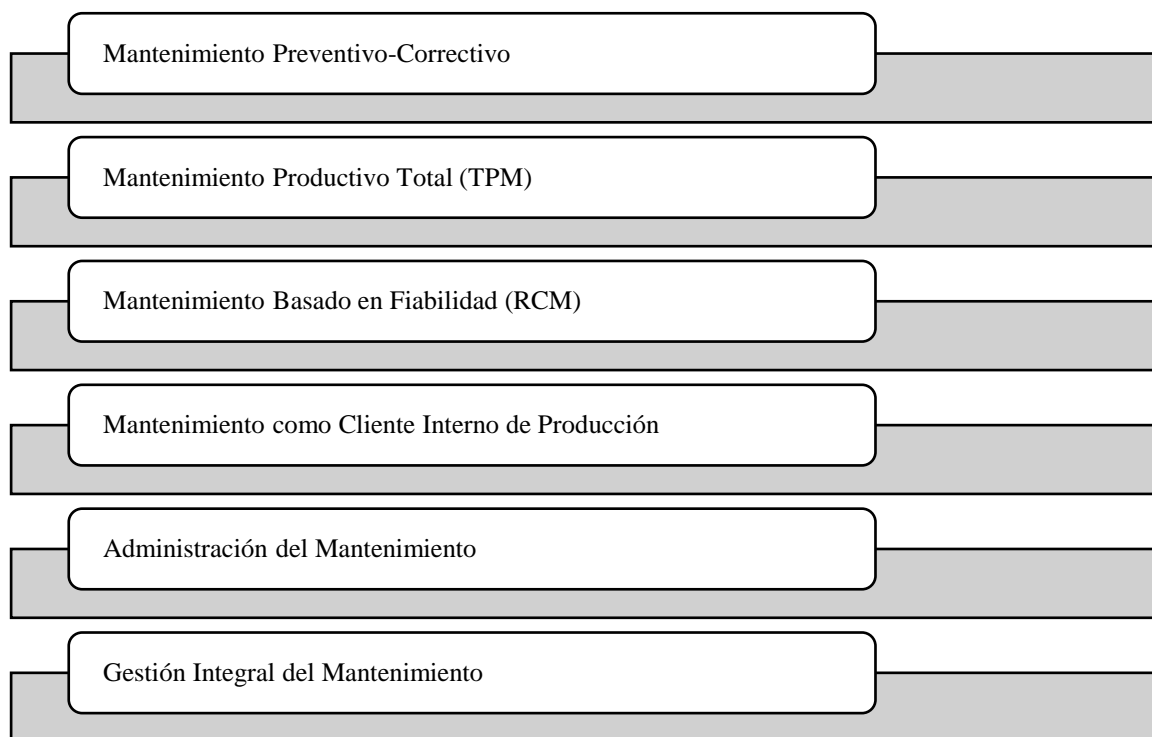 Mantenimiento Preventivo-Correctivo
Mantenimiento Productivo Total (TPM)
Mantenimiento Basado en Fiabilidad (RCM)
Mantenimiento como Cliente Interno de Producción
Administración del Mantenimiento
Gestión Integral del Mantenimiento